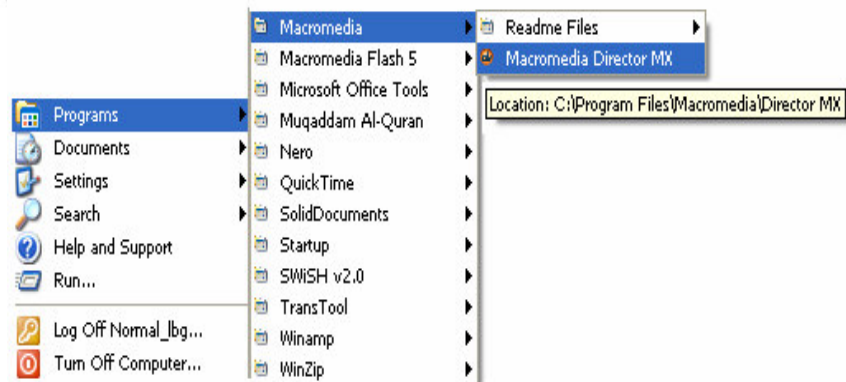 Programs
Documents
Settings
Search
Help and Support
Run...
Log Off Normal_lbg...
Turn Off Computer...
Macromedia
Macromedia Flash 5
Microsoft Office Tools
Muqaddam Al-Quran
Nero
QuickTime
SolidDocuments
Startup
SWiSH v2.0
TransTool
Winamp
WinZip
Readme Files
Macromedia Director MX
Location: C:\Program Files\Macromedia\Director MX